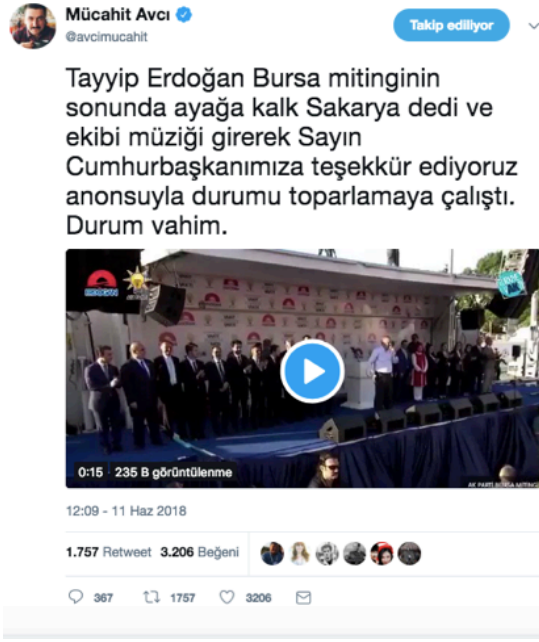 Mücahit Avcı
@avcimucahit
Takip ediliyor
Tayyip Erdoğan Bursa mitinginin
sonunda ayağa kalk Sakarya dedi ve
ekibi müziği girerek Sayın
Cumhurbaşkanımıza teşekkür ediyoruz
anonsuyla durumu toparlamaya çalıştı.
Durum vahim.
ERDOĞAN
AK
0:15 235 B görüntülenme
AK PARTİ BURSA MİTİNGİ
12:09 - 11 Haz 2018
1.757 Retweet 3.206 Beğeni
367 1757 3206